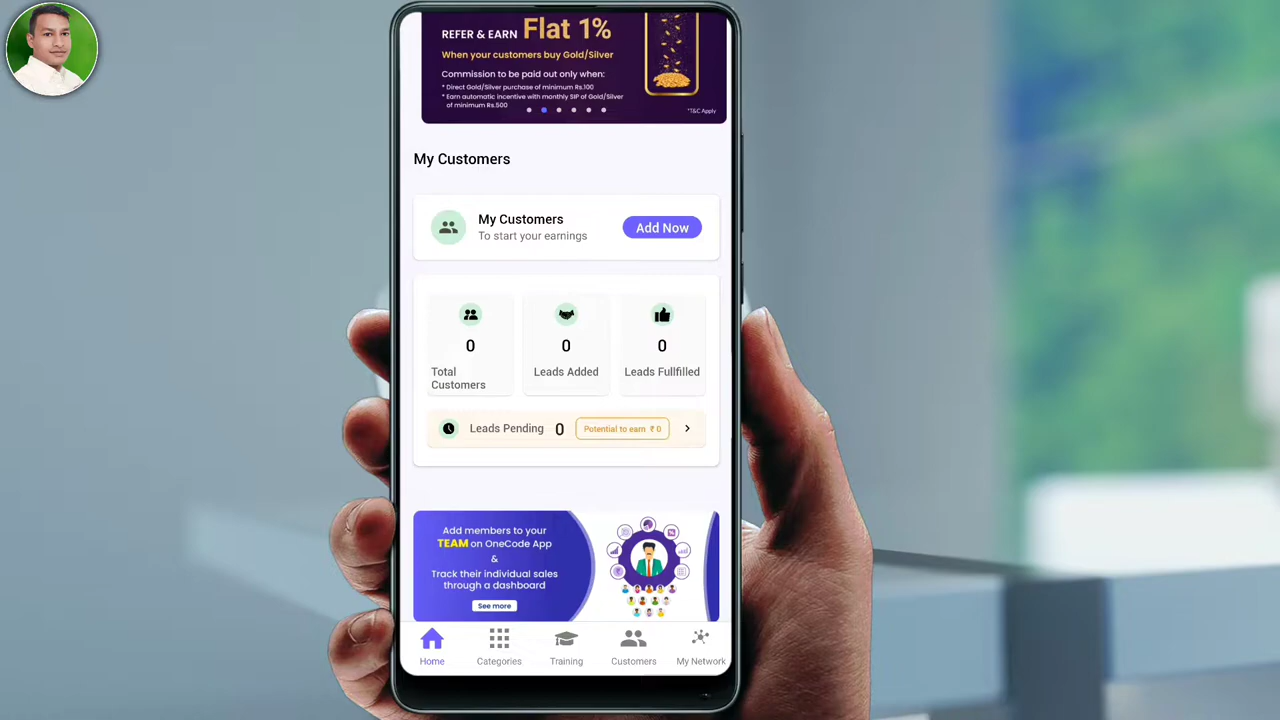 REFER & EARN Flat 1%
When your customers buy Gold/Silver
Commission to be paid out only when:
* Direct Gold/Silver purchase of minimum Rs.100
* Earn automatic incentive with monthly SIP of Gold/Silver
of minimum Rs.500
*T&C Apply
My Customers
My Customers
To start your earnings
Add Now
0
Total
Customers
0
Leads Added
0
Leads Fullfilled
Leads Pending 0 Potential to earn ₹ 0
Add members to your
TEAM on OneCode App
&
Track their individual sales
through a dashboard
See more
Home
Categories
Training
Customers
My Network